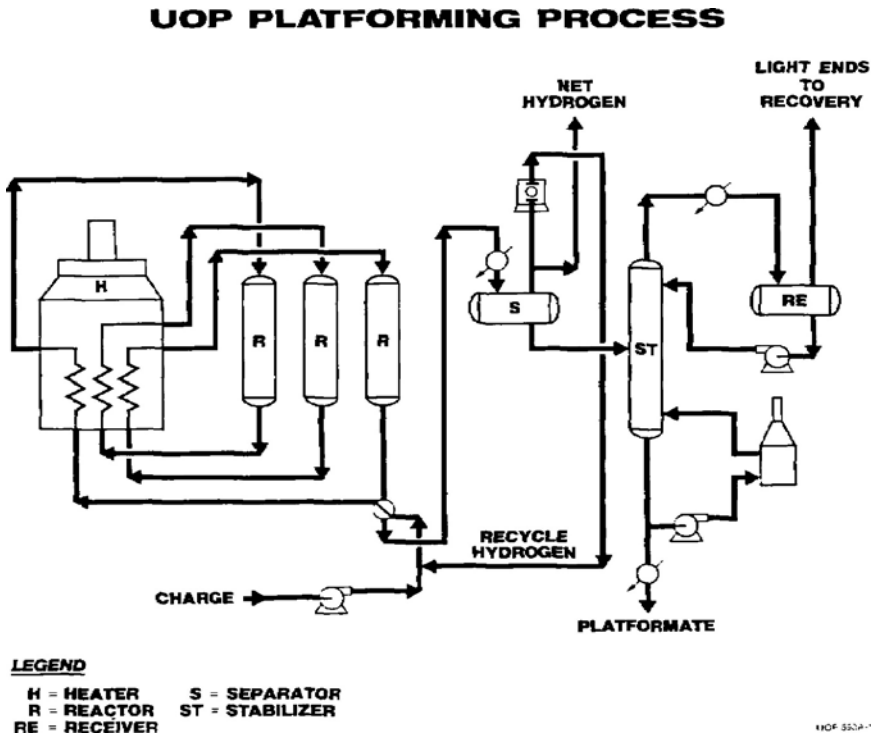 UOP PLATFORMING PROCESS
NET
HYDROGEN
LIGHT ENDS
TO
RECOVERY
H
R
R
R
S
ST
RE
RECYCLE
HYDROGEN
CHARGE
PLATFORMATE
LEGEND
H = HEATER S = SEPARATOR
R = REACTOR ST = STABILIZER
RE = RECEIVER